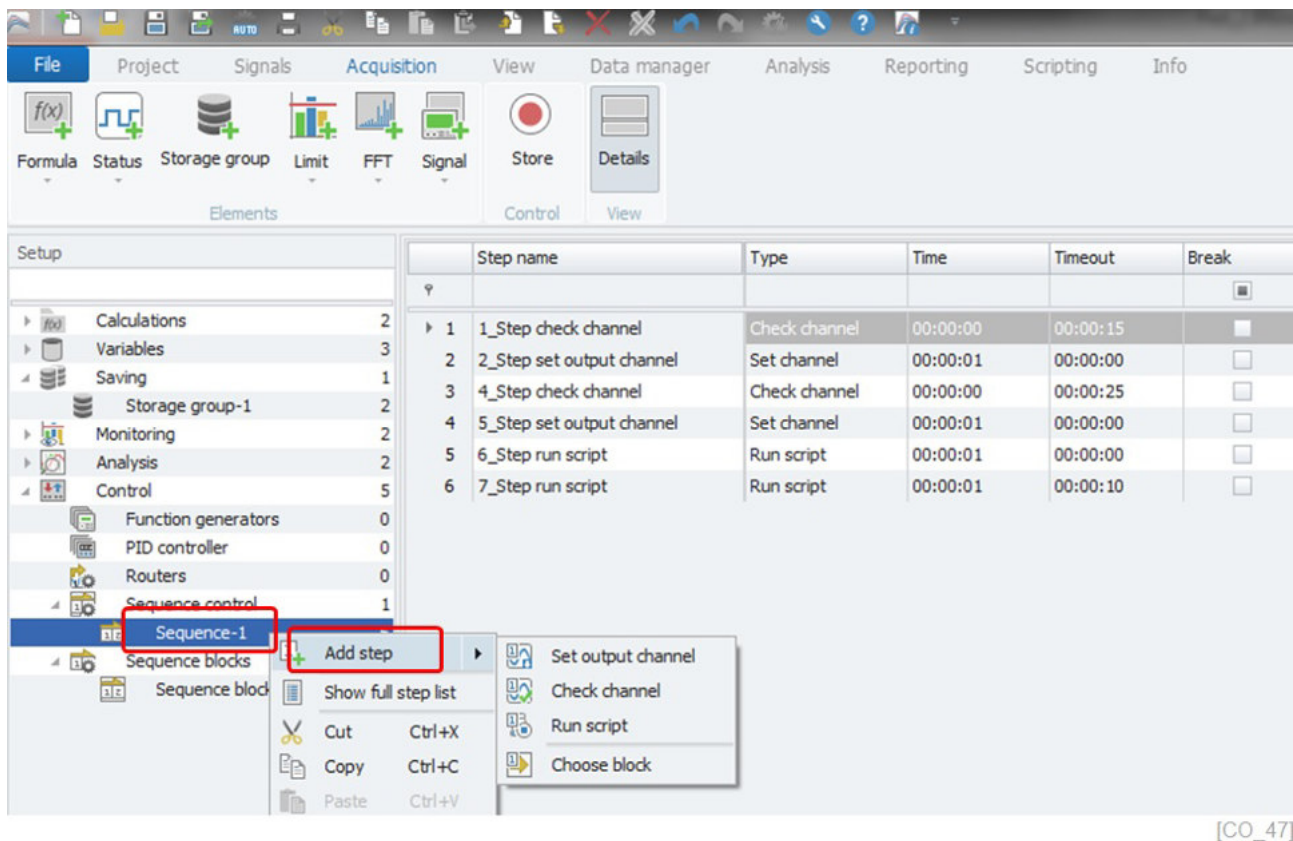 AUTO
File Project Signals Acquisition View Data manager Analysis Reporting Scripting Info
f(x)
Formula Status Storage group Limit FFT Signal Store Details
Elements Control View
Setup
Step name Type Time Timeout Break
Calculations 2
Variables 3
Saving 1
Storage group-1 2
Monitoring 2
Analysis 2
Control 5
Function generators 0
PID controller 0
Routers 0
Sequence control 1
Sequence-1
Sequence blocks
Sequence block
1 1_Step check channel Check channel 00:00:00 00:00:15
2 2_Step set output channel Set channel 00:00:01 00:00:00
3 4_Step check channel Check channel 00:00:00 00:00:25
4 5_Step set output channel Set channel 00:00:01 00:00:00
5 6_Step run script Run script 00:00:01 00:00:00
6 7_Step run script Run script 00:00:01 00:00:10
Add step
Show full step list
Cut Ctrl+X
Copy Ctrl+C
Paste Ctrl+V
Set output channel
Check channel
Run script
Choose block
[CO_47]